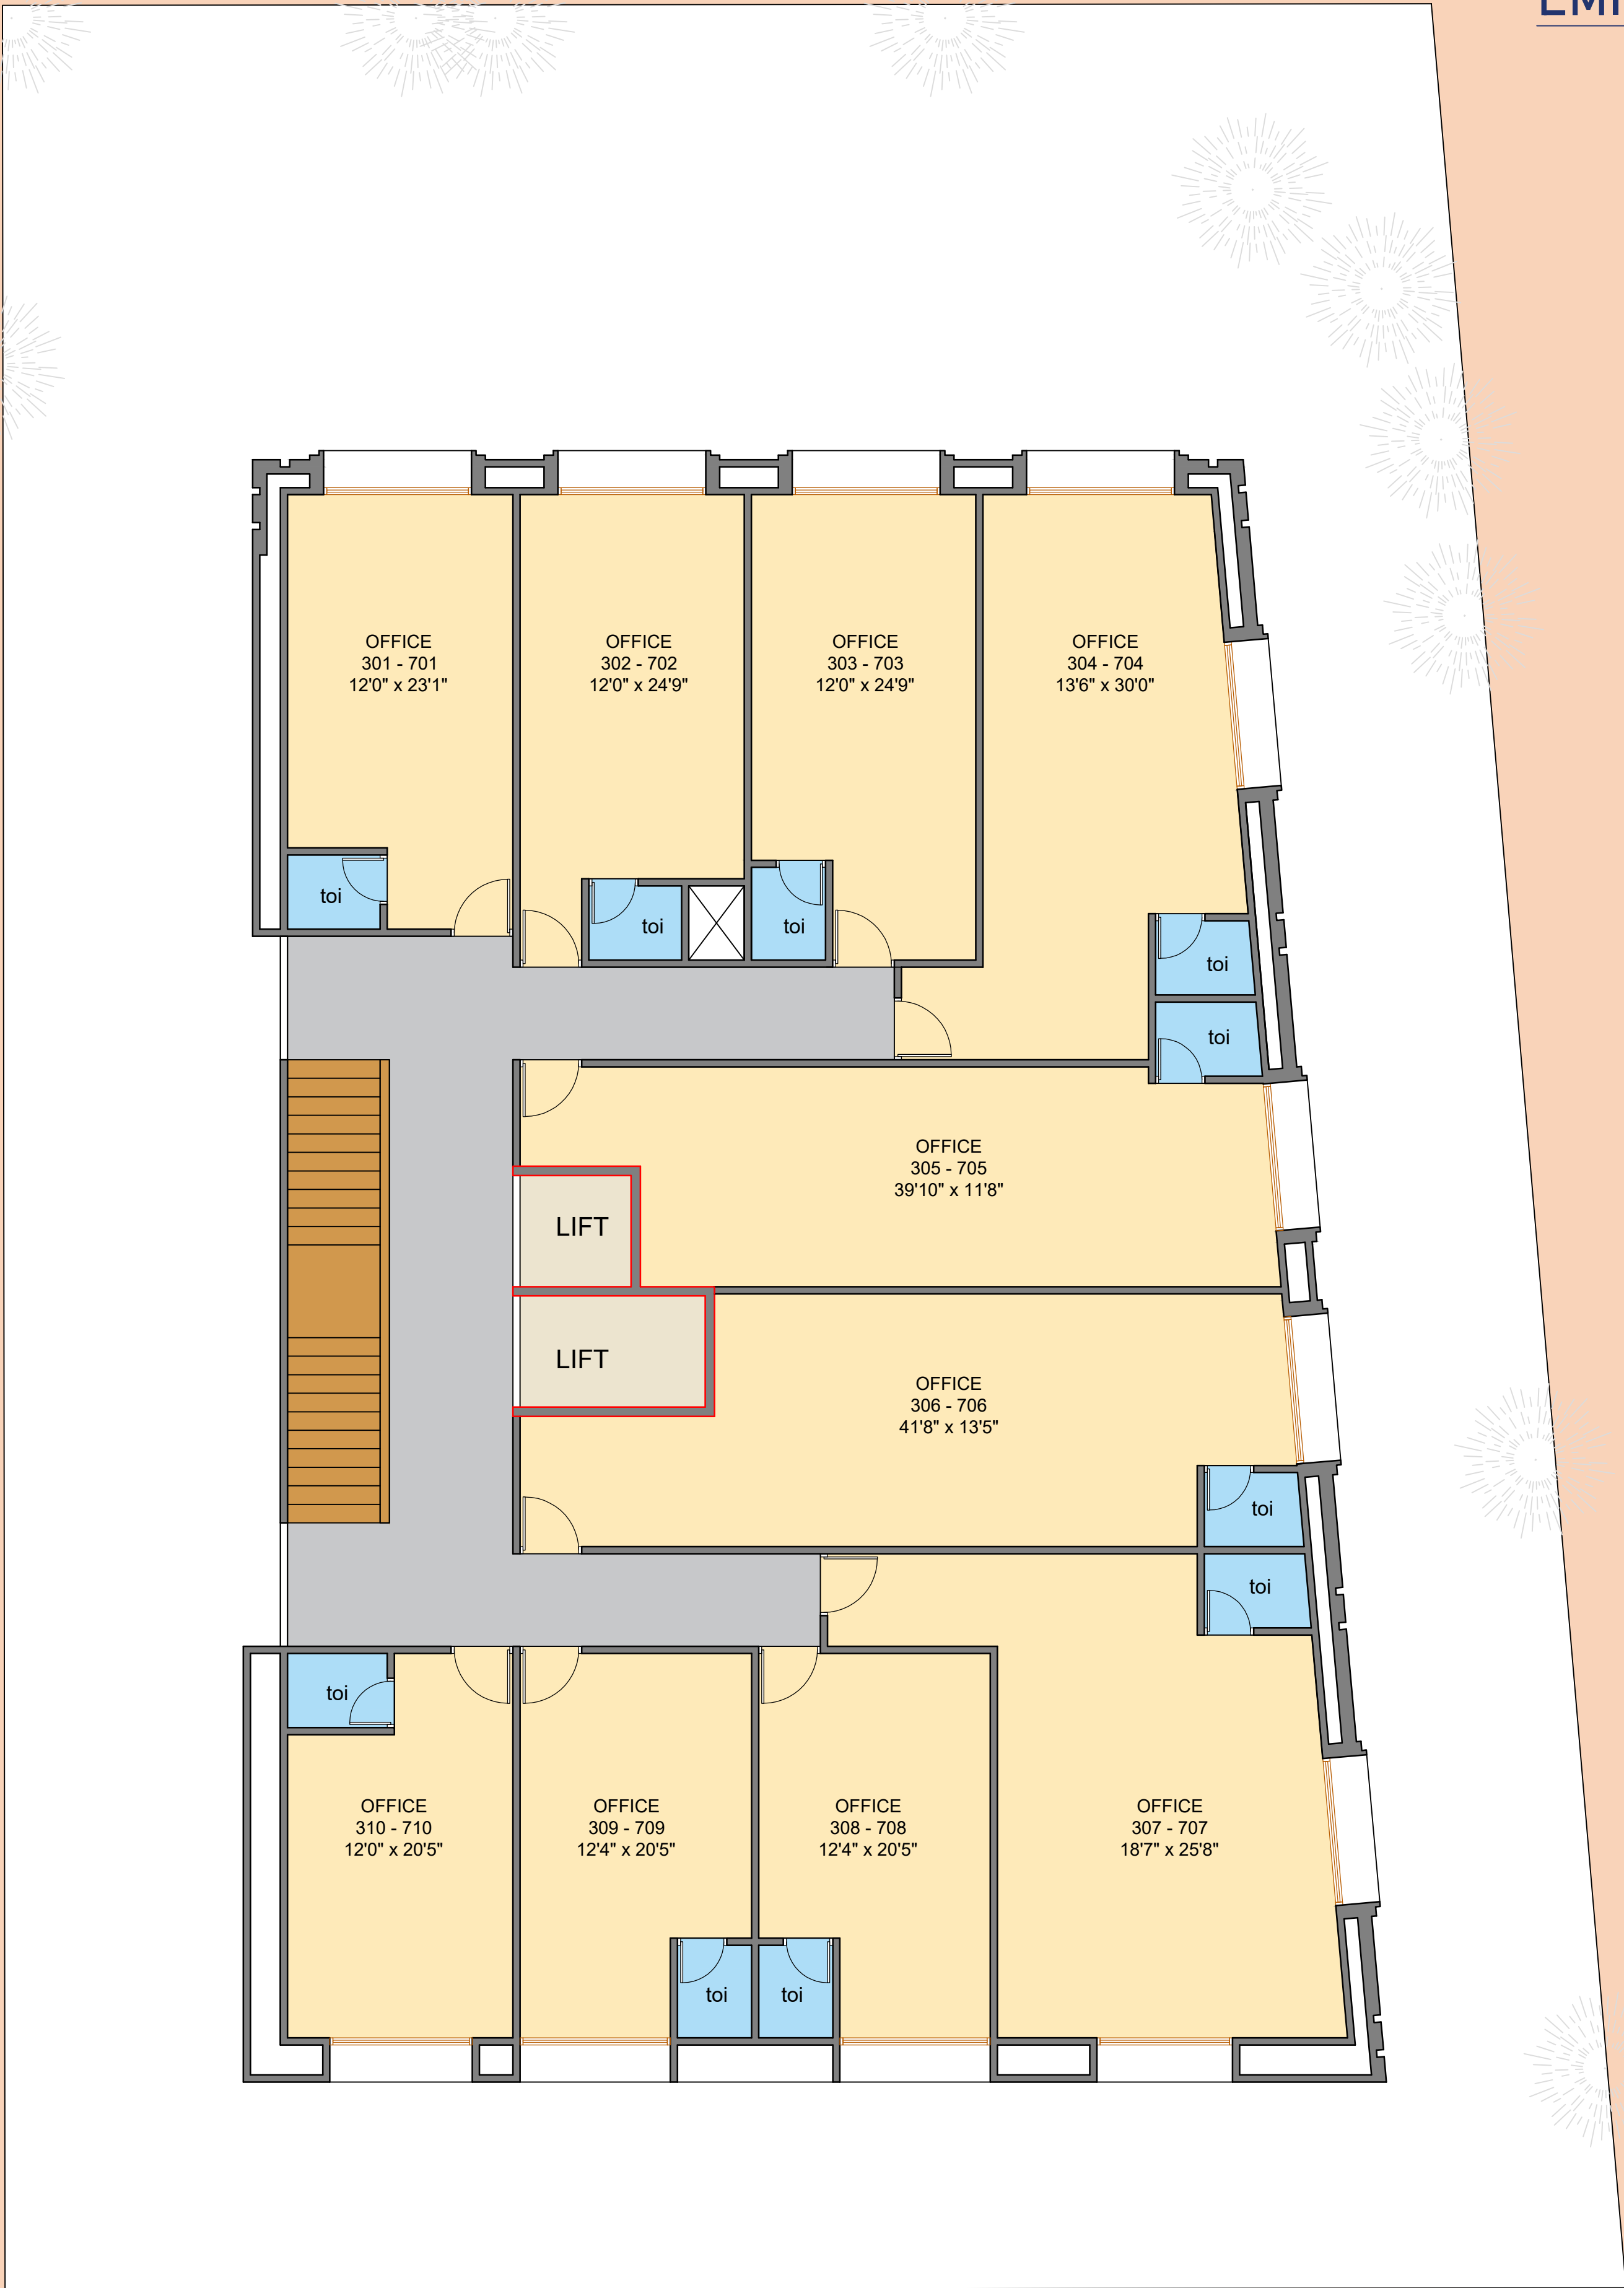 OFFICE
301 - 701
12'0" x 23'1"
OFFICE
302 - 702
12'0" x 24'9"
OFFICE
303 - 703
12'0" x 24'9"
OFFICE
304 - 704
13'6" x 30'0"
toi
toi
toi
toi
toi
OFFICE
305 - 705
39'10" x 11'8"
LIFT
LIFT
OFFICE
306 - 706
41'8" x 13'5"
toi
toi
toi
OFFICE
310 - 710
12'0" x 20'5"
OFFICE
309 - 709
12'4" x 20'5"
OFFICE
308 - 708
12'4" x 20'5"
OFFICE
307 - 707
18'7" x 25'8"
toi
toi